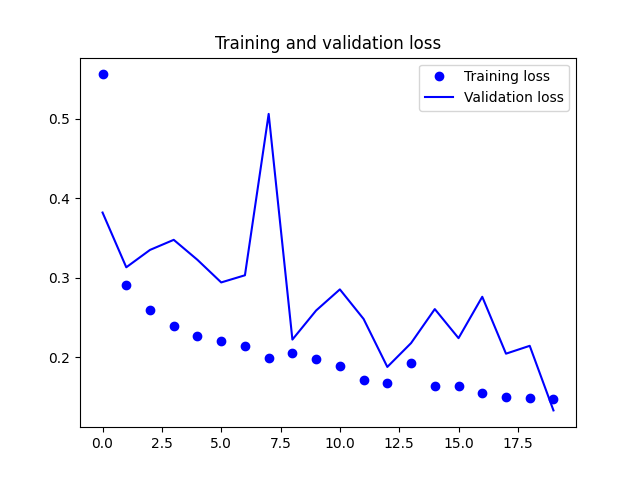 Training and validation loss
Training loss
Validation loss
0.5
0.4
0.3
0.2
0.0 2.5 5.0 7.5 10.0 12.5 15.0 17.5